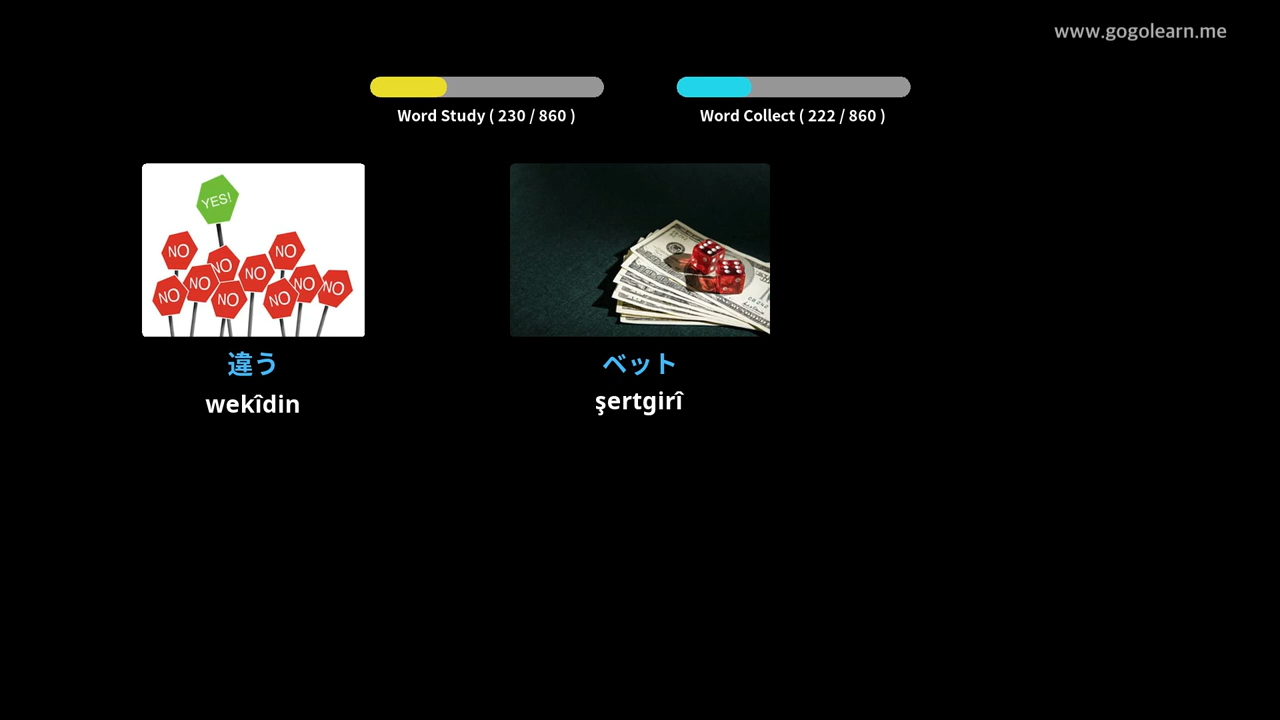 www.gogolearn.me
Word Study ( 230 / 860 )
Word Collect ( 222 / 860 )
YES!
NO
NO
NO
NO
NO
NO
NO
NO
NO
NO
違う
ベット
wekîdin
şertgirî